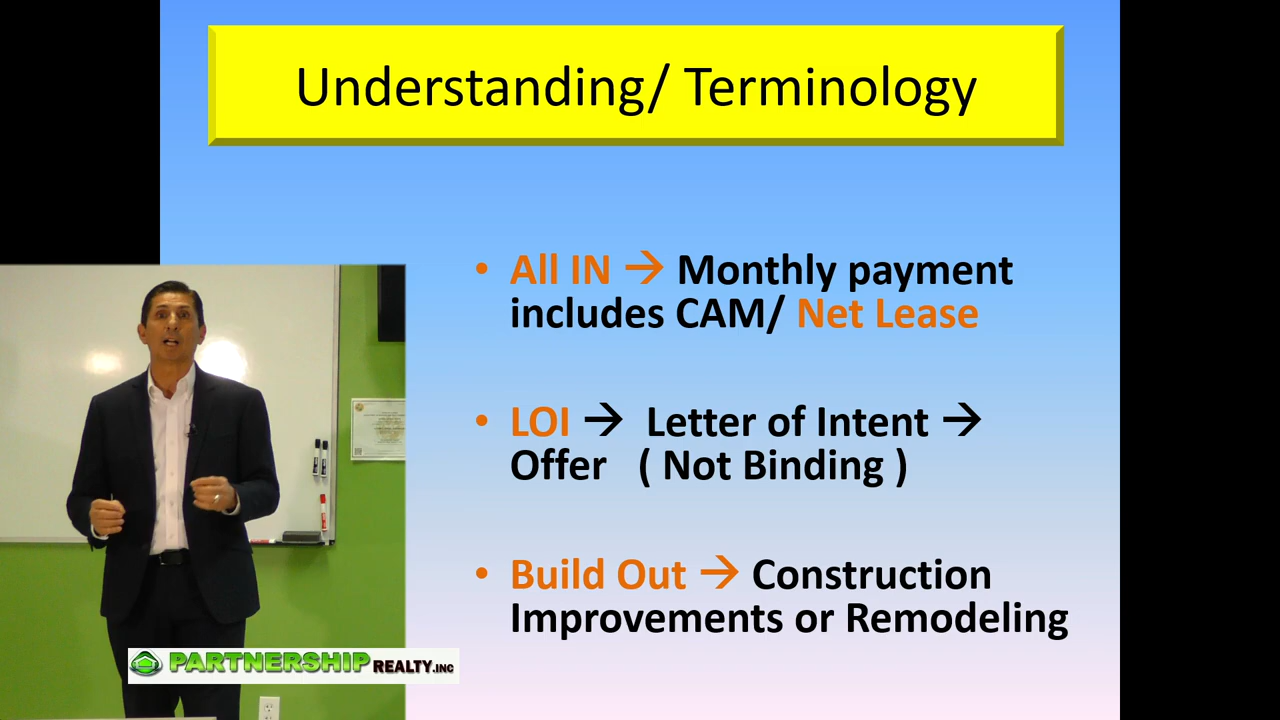 Understanding/ Terminology
• All IN → Monthly payment
includes CAM/ Net Lease
• LOI → Letter of Intent →
Offer ( Not Binding )
• Build Out → Construction
Improvements or Remodeling
PARTNERSHIP REALTY.INC